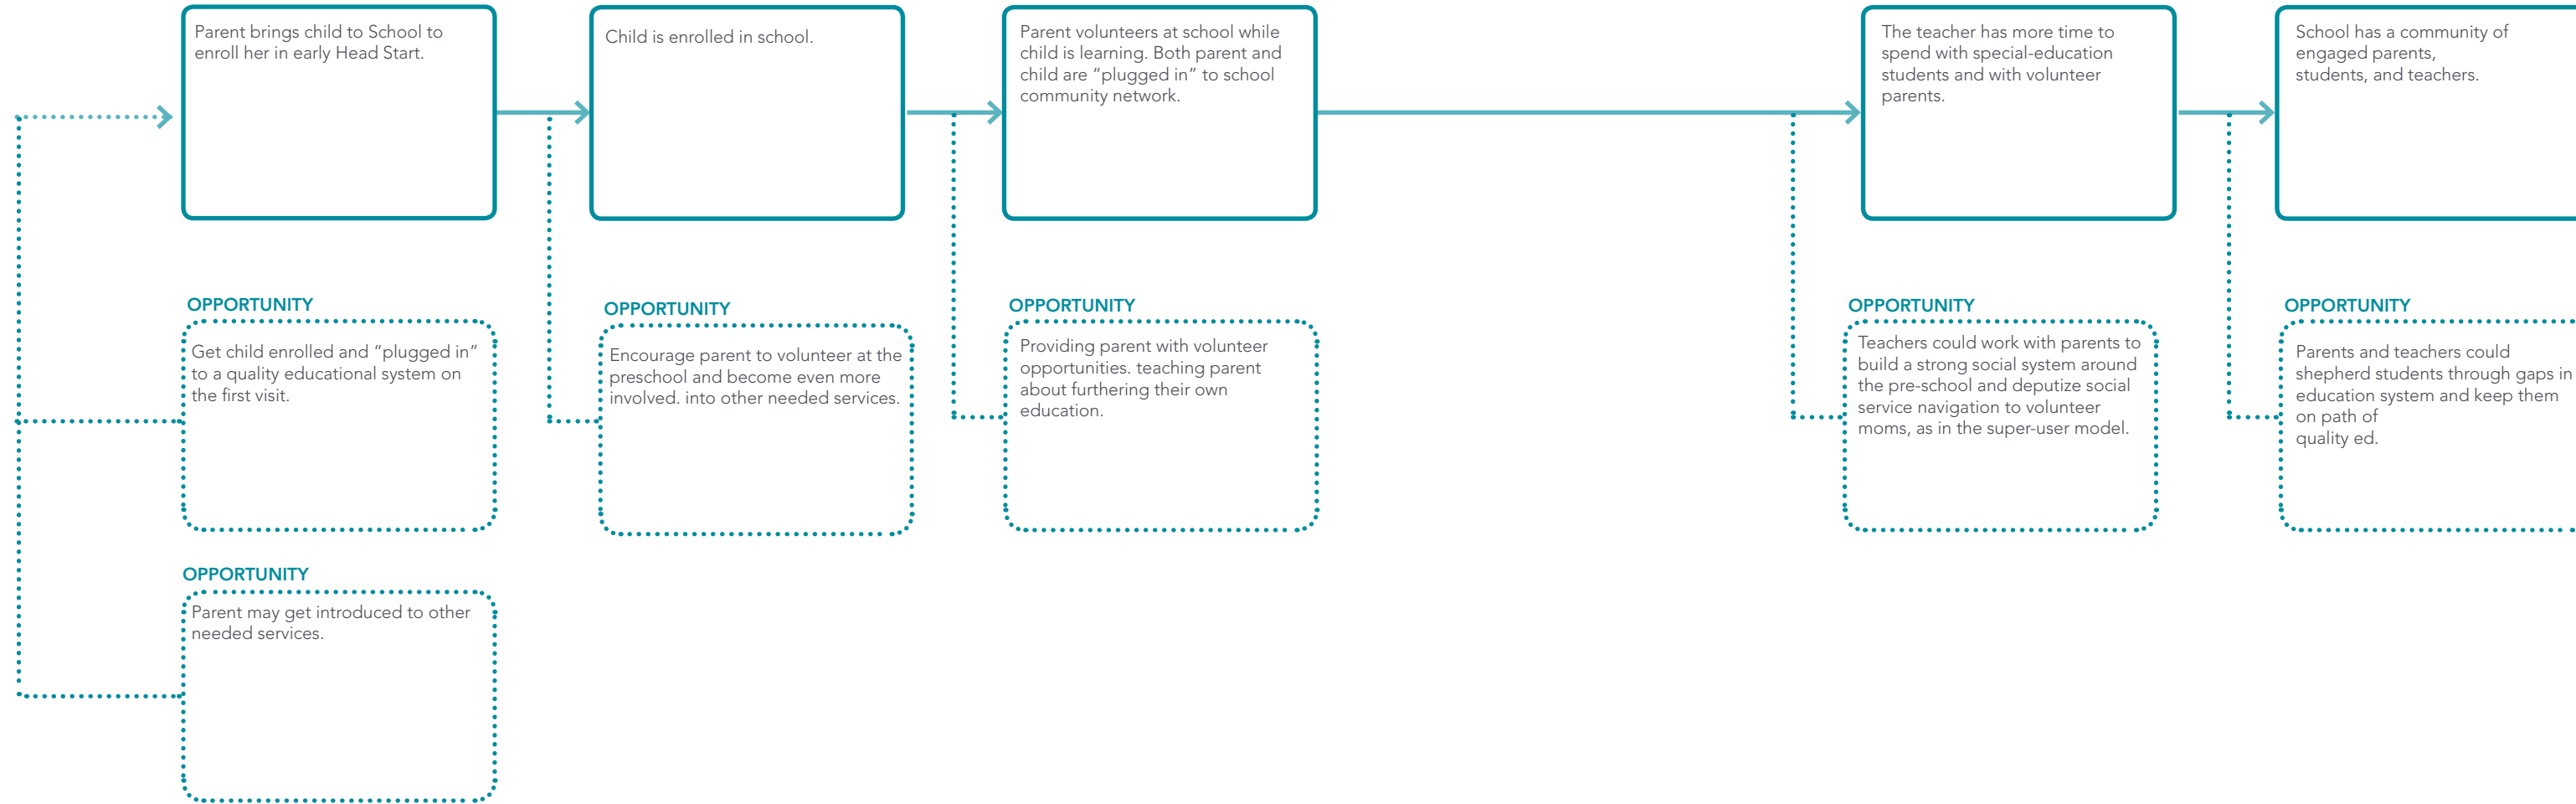 Parent brings child to School to
enroll her in early Head Start.
Child is enrolled in school.
Parent volunteers at school while
child is learning. Both parent and
child are “plugged in” to school
community network.
The teacher has more time to
spend with special-education
students and with volunteer
parents.
School has a community of
engaged parents,
students, and teachers.
OPPORTUNITY
Get child enrolled and “plugged in”
to a quality educational system on
the first visit.
OPPORTUNITY
Encourage parent to volunteer at the
preschool and become even more
involved. into other needed services.
OPPORTUNITY
Providing parent with volunteer
opportunities. teaching parent
about furthering their own
education.
OPPORTUNITY
Teachers could work with parents to
build a strong social system around
the pre-school and deputize social
service navigation to volunteer
moms, as in the super-user model.
OPPORTUNITY
Parents and teachers could
shepherd students through gaps in
education system and keep them
on path of
quality ed.
OPPORTUNITY
Parent may get introduced to other
needed services.